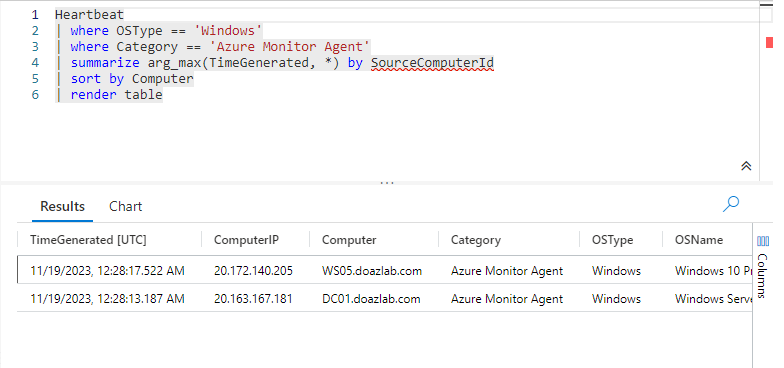 1 Heartbeat
2 | where OSType == 'Windows'
3 | where Category == 'Azure Monitor Agent'
4 | summarize arg_max(TimeGenerated, *) by SourceComputerId
5 | sort by Computer
6 | render table
Results Chart
TimeGenerated [UTC] ComputerIP Computer Category OSType OSName
11/19/2023, 12:28:17.522 AM 20.172.140.205 WS05.doazlab.com Azure Monitor Agent Windows Windows 10
11/19/2023, 12:28:13.187 AM 20.163.167.181 DC01.doazlab.com Azure Monitor Agent Windows Windows
Columns